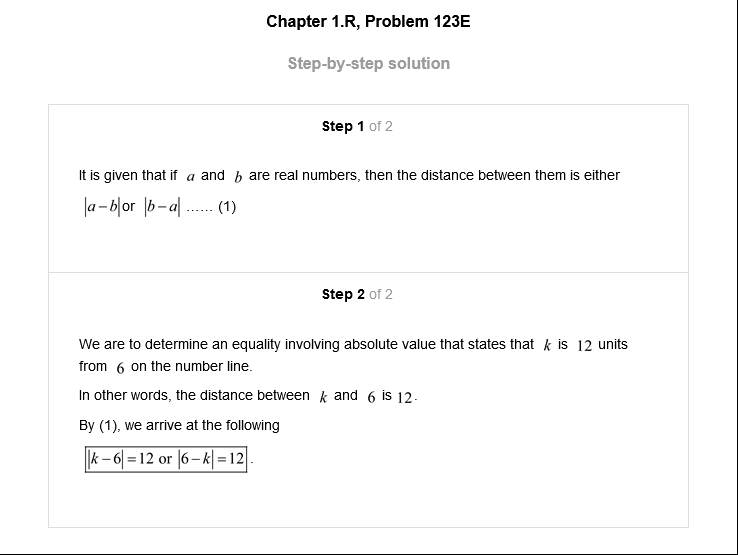 Chapter 1.R, Problem 123E
Step-by-step solution
Step 1 of 2
It is given that if a and b are real numbers, then the distance between them is either
|a−b| or |b−a| ...... (1)
Step 2 of 2
We are to determine an equality involving absolute value that states that k is 12 units
from 6 on the number line.
In other words, the distance between k and 6 is 12.
By (1), we arrive at the following
|k−6|=12 or |6−k|=12.